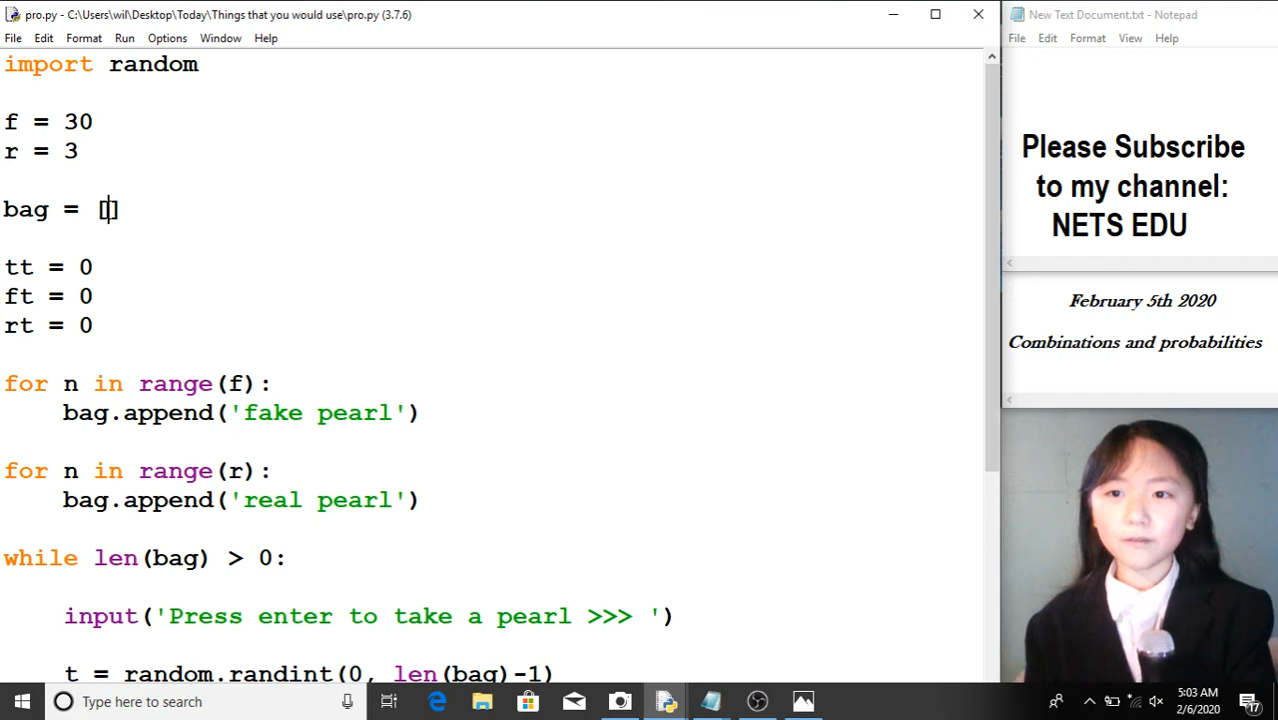 pro.py - C:\Users\wil\Desktop\Today\Things that you would use\pro.py (3.7.6)
File Edit Format Run Options Window Help
import random
f = 30
r = 3
bag = []
tt = 0
ft = 0
rt = 0
for n in range(f):
bag.append('fake pearl')
for n in range(r):
bag.append('real pearl')
while len(bag) > 0:
input('Press enter to take a pearl >>> ')
t = random.randint(0, len(bag)-1)
New Text Document.txt - Notepad
File Edit Format View Help
Please Subscribe
to my channel:
NETS EDU
February 5th 2020
Combinations and probabilities
Type here to search
5:03 AM
2/6/2020
17